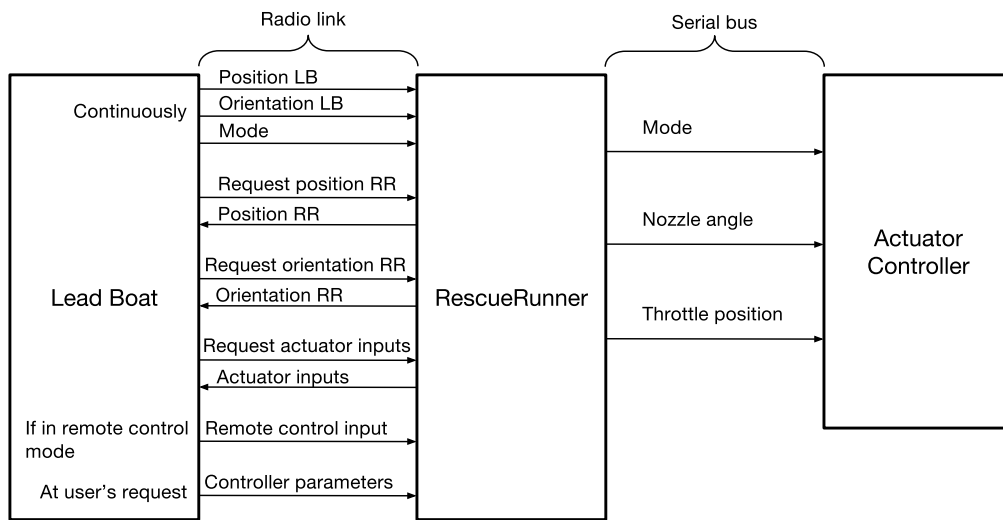 Radio link
Serial bus
Continuously
Position LB
Orientation LB
Mode
Request position RR
Position RR
Request orientation RR
Orientation RR
Request actuator inputs
Actuator inputs
If in remote control
mode
Remote control input
At user's request
Controller parameters
Lead Boat
RescueRunner
Mode
Nozzle angle
Throttle position
Actuator
Controller